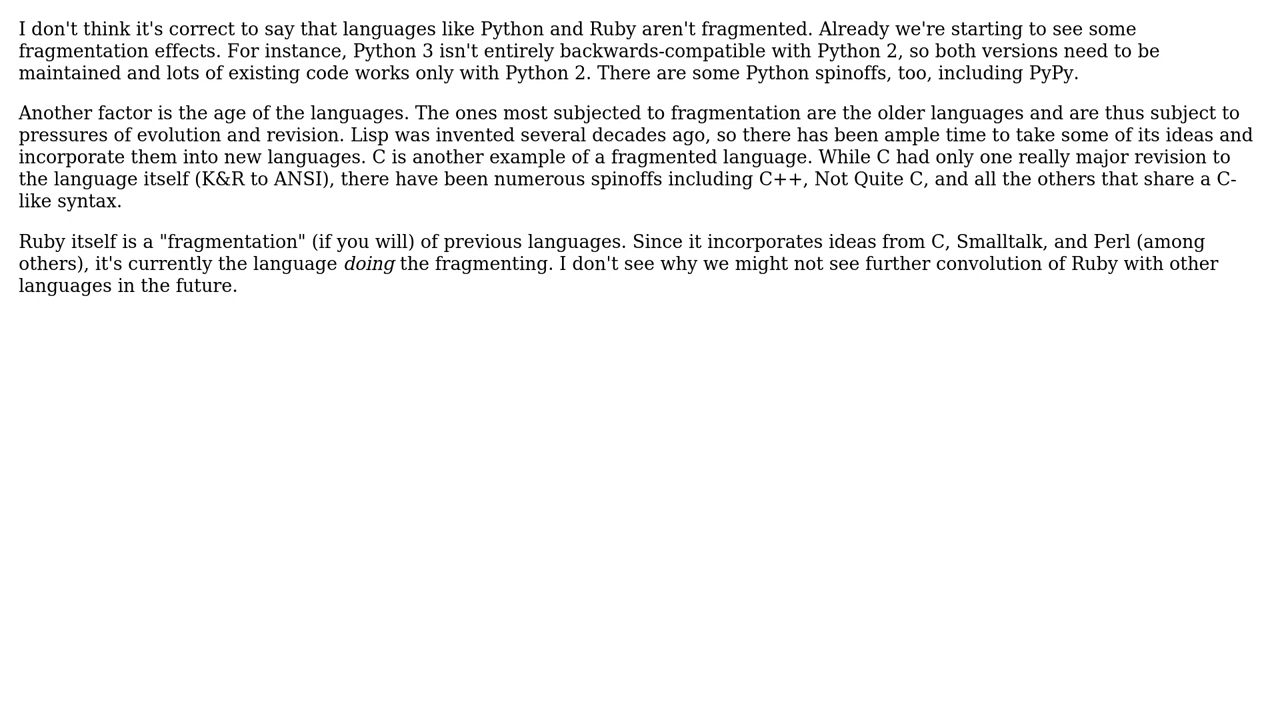 I don't think it's correct to say that languages like Python and Ruby aren't fragmented. Already we're starting to see some
fragmentation effects. For instance, Python 3 isn't entirely backwards-compatible with Python 2, so both versions need to be
maintained and lots of existing code works only with Python 2. There are some Python spinoffs, too, including PyPy.
Another factor is the age of the languages. The ones most subjected to fragmentation are the older languages and are thus subject to
pressures of evolution and revision. Lisp was invented several decades ago, so there has been ample time to take some of its ideas and
incorporate them into new languages. C is another example of a fragmented language. While C had only one really major revision to
the language itself (K&R to ANSI), there have been numerous spinoffs including C++, Not Quite C, and all the others that share a C-
like syntax.
Ruby itself is a "fragmentation" (if you will) of previous languages. Since it incorporates ideas from C, Smalltalk, and Perl (among
others), it's currently the language doing the fragmenting. I don't see why we might not see further convolution of Ruby with other
languages in the future.